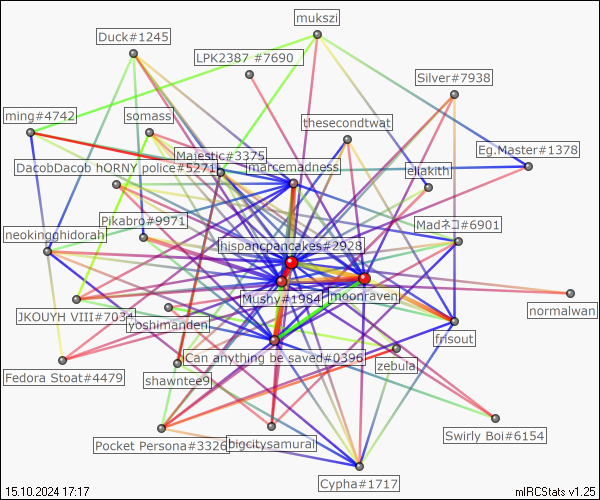 mukszi
Duck#1245
LPK2387 #7690
Silver#7938
ming#4742
somass
thesecondtwat
Majestic#3375
Eg.Master#1378
DacobDacob hORNY police#5271
marcemadness
eliakith
Pikabro#9971
Madネコ#6901
neokingghidorah
hispancpancakes#2928
Mushy#1984
moonraven
normalwan
JKOUYH VIII#7034
yoshimanden
frisout
Can anything be saved#0396
zebula
Fedora Stoat#4479
shawntee9
Swirly Boi#6154
Pocket Persona#3326
bigcitysamurai
Cypha#1717
15.10.2024 17:17
mIRCStats v1.25